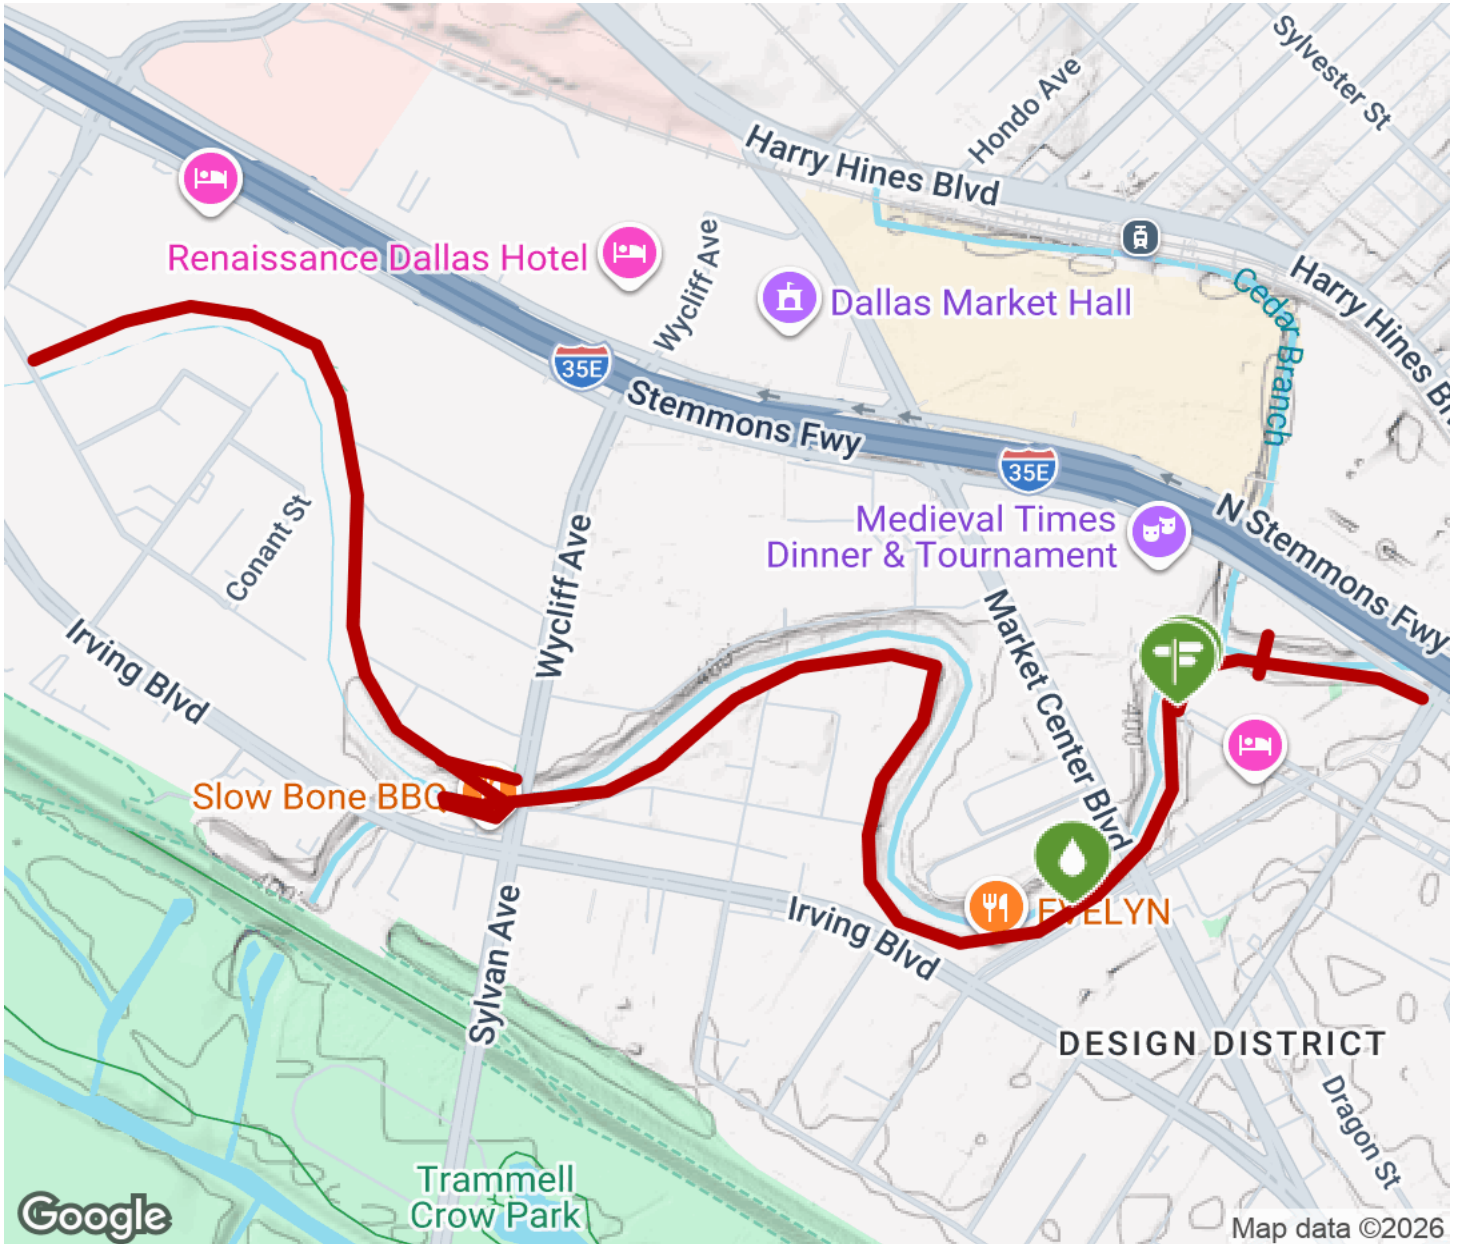 Sylvester St
Hondo Ave
Harry Hines Blvd
Harry Hines Bl
Renaissance Dallas Hotel
Wycliff Ave
Dallas Market Hall
Cedar Branch
35E
Stemmons Fwy
35E
N Stemmons Fwy
Medieval Times
Dinner & Tournament
Conant St
Wycliff Ave
Market Center Blvd
Irving Blvd
400
Slow Bone BBQ
EVELYN
Irving Blvd
Sylvan Ave
DESIGN DISTRICT
Dragon St
Trammell
Crow Park
Google
Map data ©2026